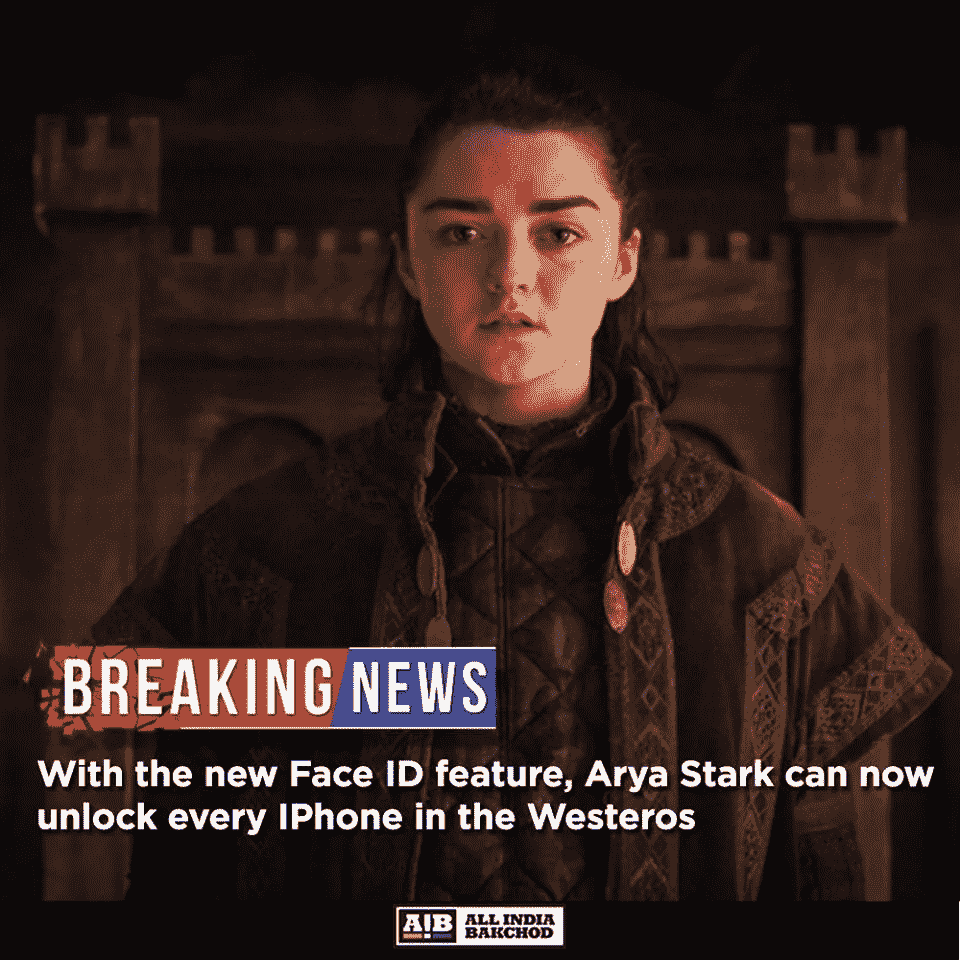 BREAKING NEWS
With the new Face ID feature, Arya Stark can now
unlock every IPhone in the Westeros
A!B ALL INDIA
BAKCHOD